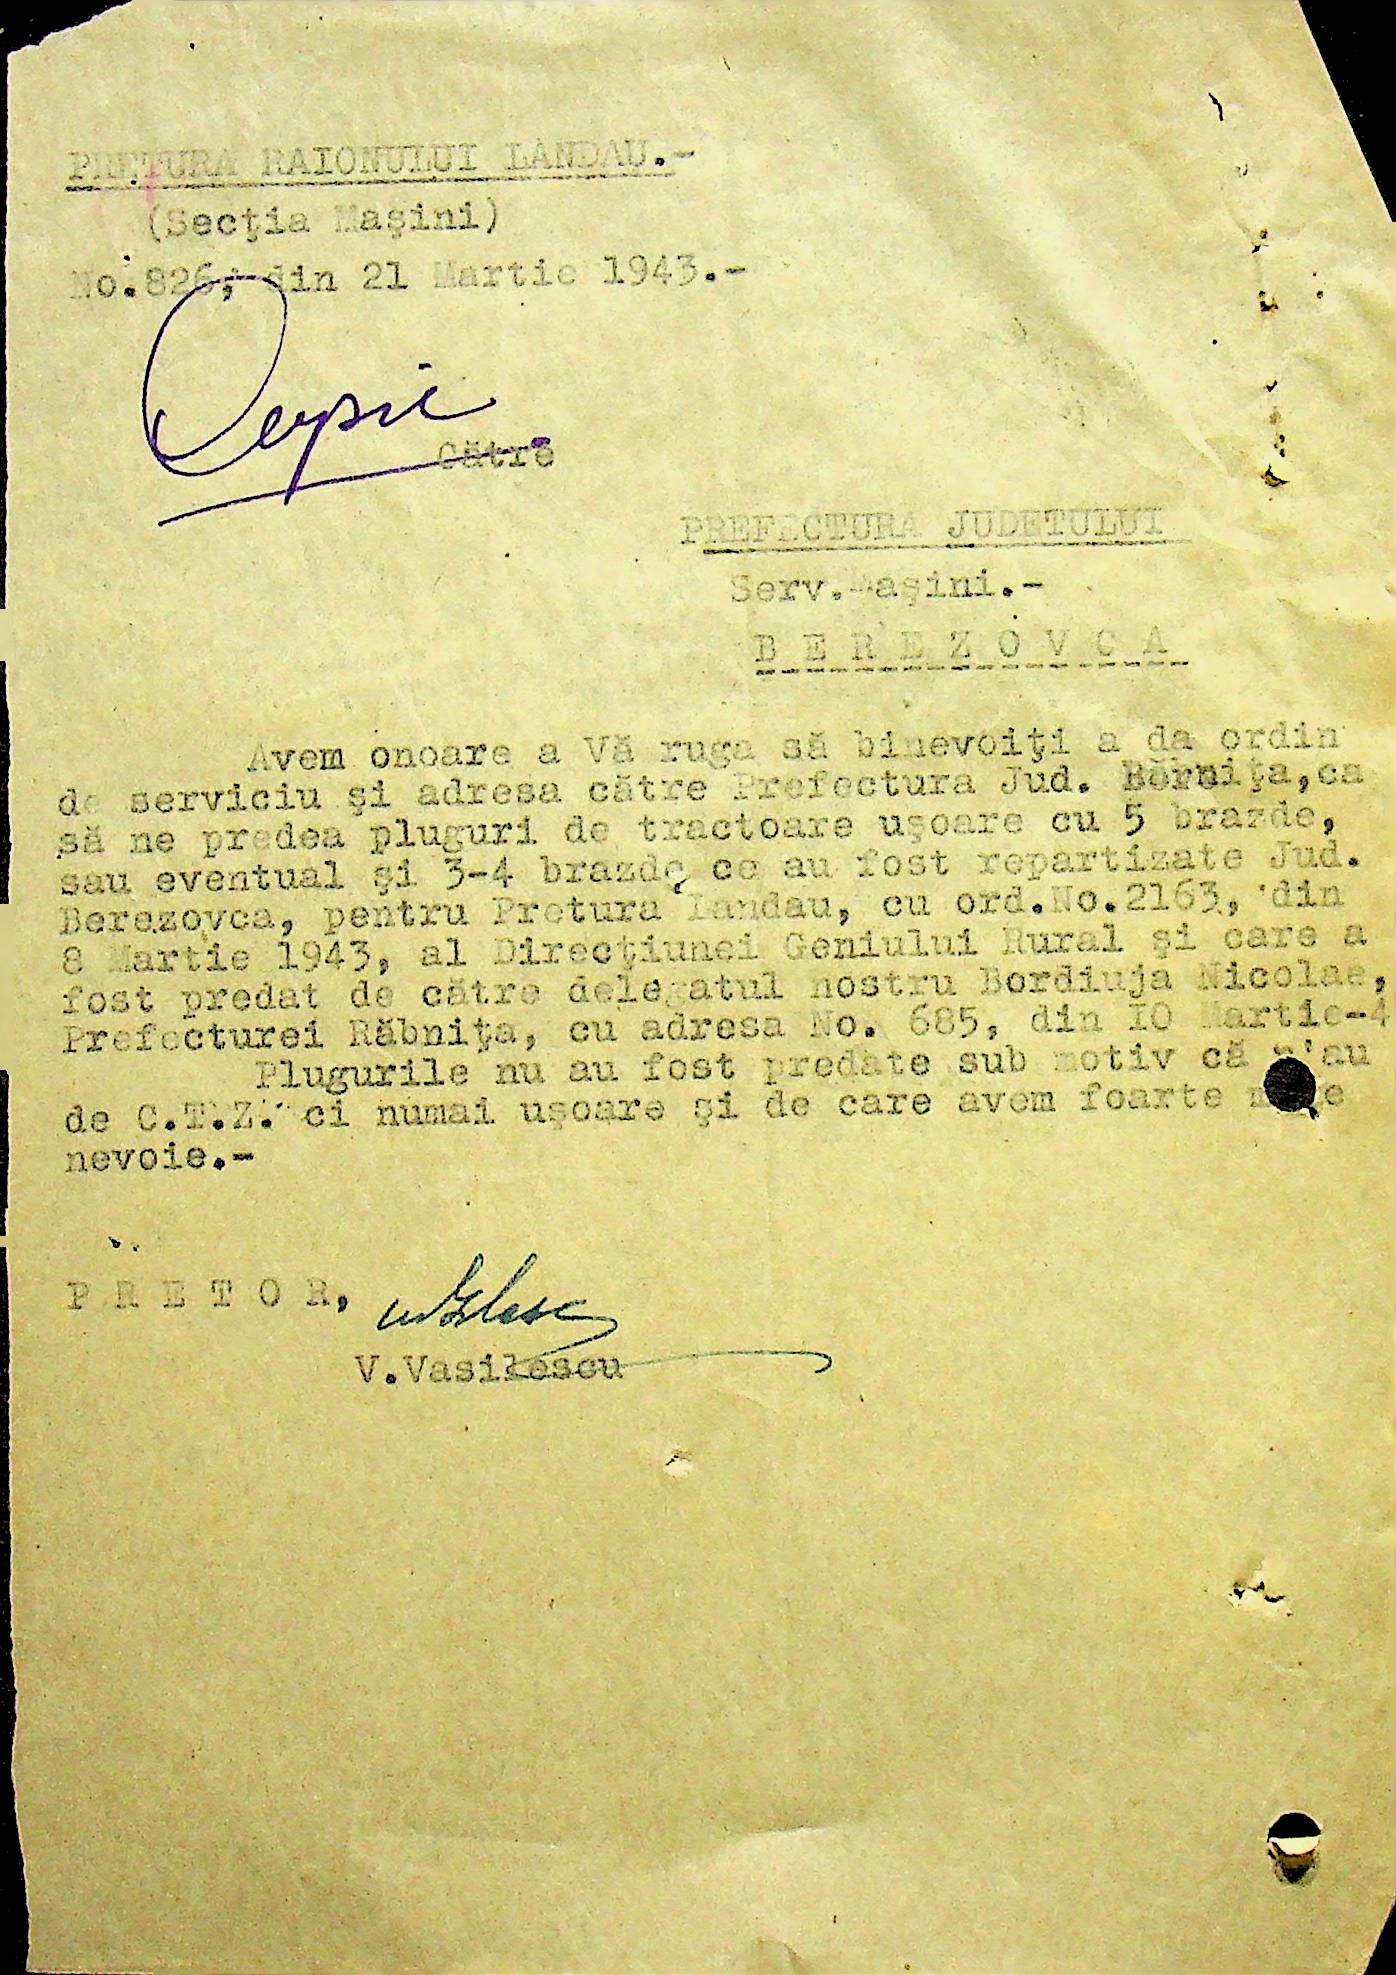 PRETURA RAIONULUI LANDAU.-
(Secţia Maşini)
No.826, din 21 Martie 1943.-
Către
PREFECTURA JUDETULUI
Serv.Maşini.-
B E R E Z O V C A
Avem onoare a Vă ruga să binevoiţi a da ordin
de serviciu şi adresa către Prefectura Jud. Bărniţa,ca
să ne predea pluguri de tractoare uşoare cu 5 brazde,
sau eventual şi 3-4 brazde ce au fost repartizate Jud.
Berezovca, pentru Pretura Landau, cu ord.No.2163, din
8 Martie 1943, al Direcţiunei Geniului Rural şi care a
fost predat de către delegatul nostru Bordiuja Nicolae,
Prefecturei Răbniţa, cu adresa No. 685, din IO Martie-4
Plugurile nu au fost predate sub motiv că n'au
de C.T.Z. ci numai uşoare şi de care avem foarte mare
nevoie.-
P R E T O R,
V.Vasilescu